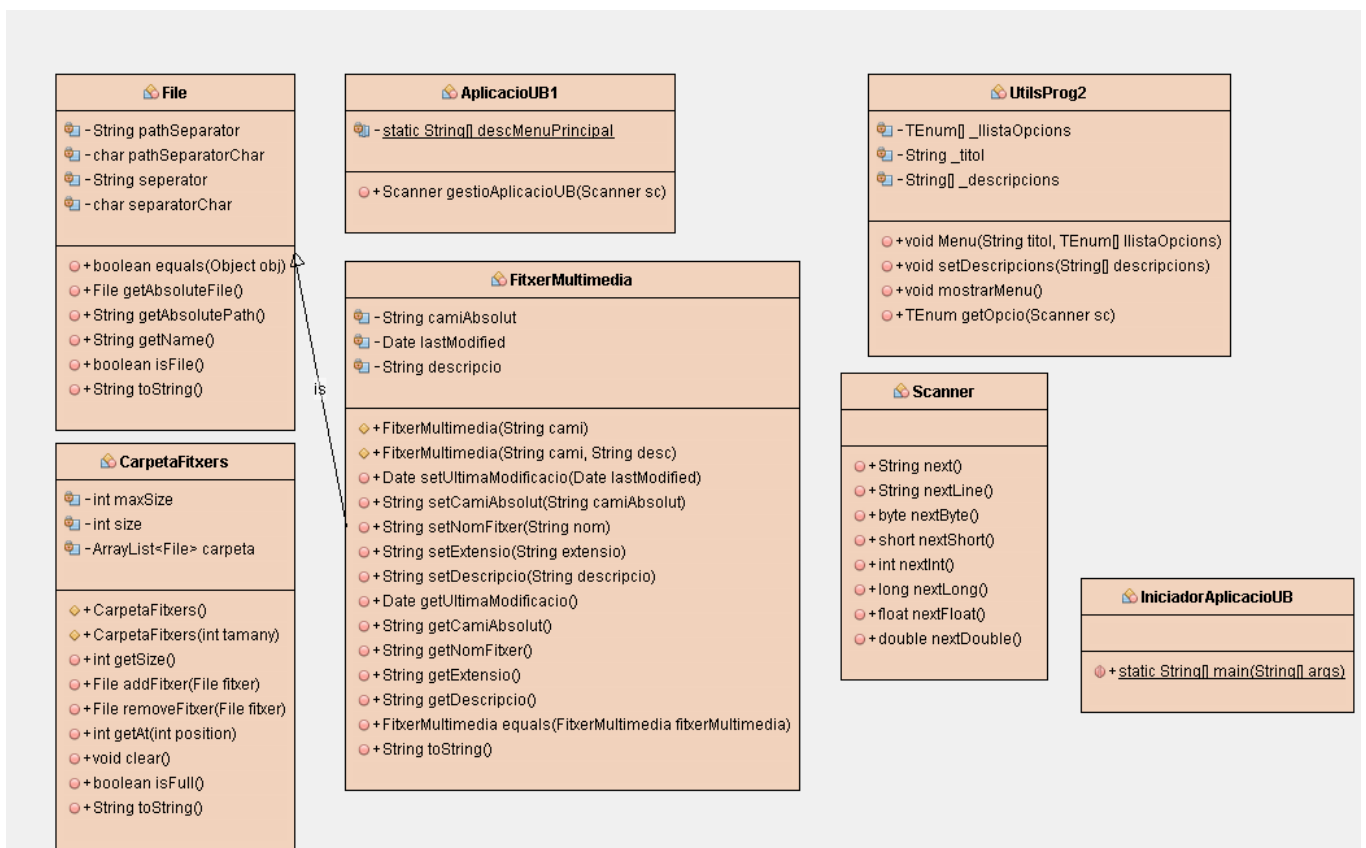 File
- String pathSeparator
- char pathSeparatorChar
- String seperator
- char separatorChar
+ boolean equals(Object obj)
+ File getAbsoluteFile()
+ String getAbsolutePath()
+ String getName()
+ boolean isFile()
+ String toString()
AplicacioUB1
- static String[] descMenuPrincipal
+ Scanner gestioAplicacioUB(Scanner sc)
UtilsProg2
- TEnum[] _llistaOpcions
- String _titol
- String[] _descripcions
+ void Menu(String titol, TEnum[] llistaOpcions)
+ void setDescripcions(String[] descripcions)
+ void mostrarMenu()
+ TEnum getOpcio(Scanner sc)
is
FitxerMultimedia
- String camiAbsolut
- Date lastModified
- String descripcio
+ FitxerMultimedia(String cami)
+ FitxerMultimedia(String cami, String desc)
+ Date setUltimaModificacio(Date lastModified)
+ String setCamiAbsolut(String camiAbsolut)
+ String setNomFitxer(String nom)
+ String setExtensio(String extensio)
+ String setDescripcio(String descripcio)
+ Date getUltimaModificacio()
+ String getCamiAbsolut()
+ String getNomFitxer()
+ String getExtensio()
+ String getDescripcio()
+ FitxerMultimedia equals(FitxerMultimedia fitxerMultimedia)
+ String toString()
Scanner
+ String next()
+ String nextLine()
+ byte nextByte()
+ short nextShort()
+ int nextInt()
+ long nextLong()
+ float nextFloat()
+ double nextDouble()
CarpetaFitxers
- int maxSize
- int size
- ArrayList<File> carpeta
+ CarpetaFitxers()
+ CarpetaFitxers(int tamany)
+ int getSize()
+ File addFitxer(File fitxer)
+ File removeFitxer(File fitxer)
+ int getAt(int position)
+ void clear()
+ boolean isFull()
+ String toString()
IniciadorAplicacioUB
+ static String[] main(String[] args)